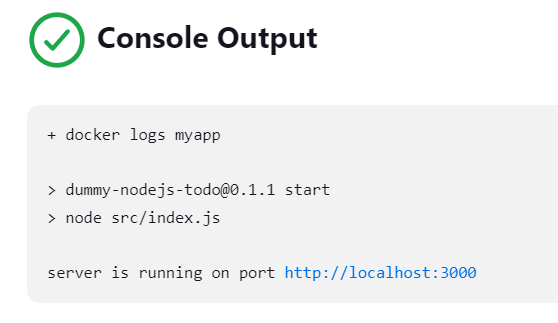 Console Output
+ docker logs myapp
> dummy-nodejs-todo@0.1.1 start
> node src/index.js
server is running on port http://localhost:3000